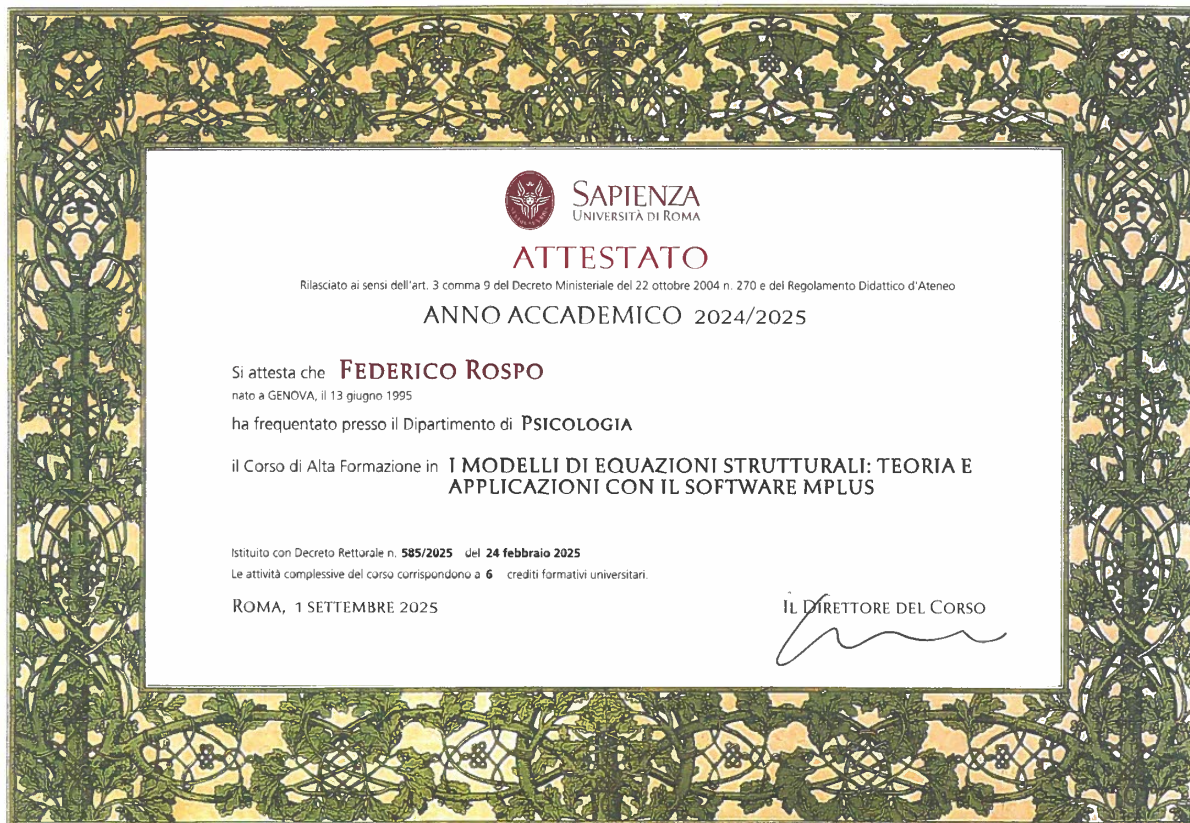 SAPIENZA
UNIVERSITÀ DI ROMA
ATTESTATO
Rilasciato ai sensi dell'art. 3 comma 9 del Decreto Ministeriale del 22 ottobre 2004 n. 270 e del Regolamento Didattico d'Ateneo
ANNO ACCADEMICO 2024/2025
Si attesta che FEDERICO ROSPO
nato a GENOVA, il 13 giugno 1995
ha frequentato presso il Dipartimento di PSICOLOGIA
il Corso di Alta Formazione in I MODELLI DI EQUAZIONI STRUTTURALI: TEORIA E
APPLICAZIONI CON IL SOFTWARE MPLUS
Istituito con Decreto Rettorale n. 585/2025 del 24 febbraio 2025
Le attività complessive del corso corrispondono a 6 crediti formativi universitari.
ROMA, 1 SETTEMBRE 2025
IL DIRETTORE DEL CORSO